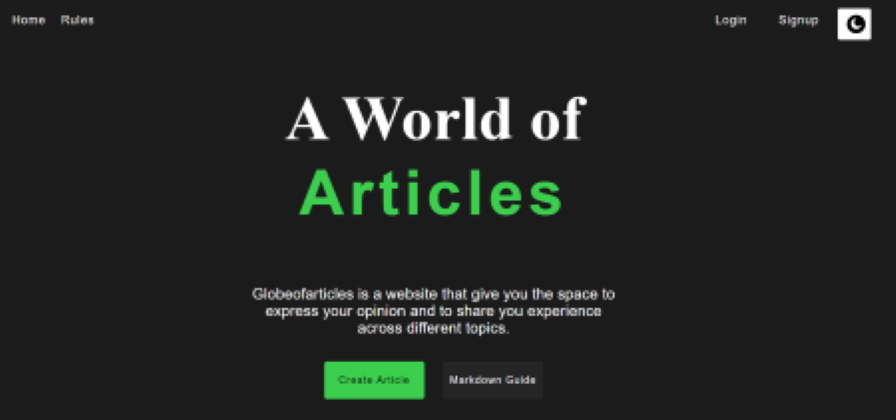 Home Rules Login Signup
A World of
Articles
Globeofarticles is a website that give you the space to
express your opinion and to share you experience
across different topics.
Create Article Markdown Guide